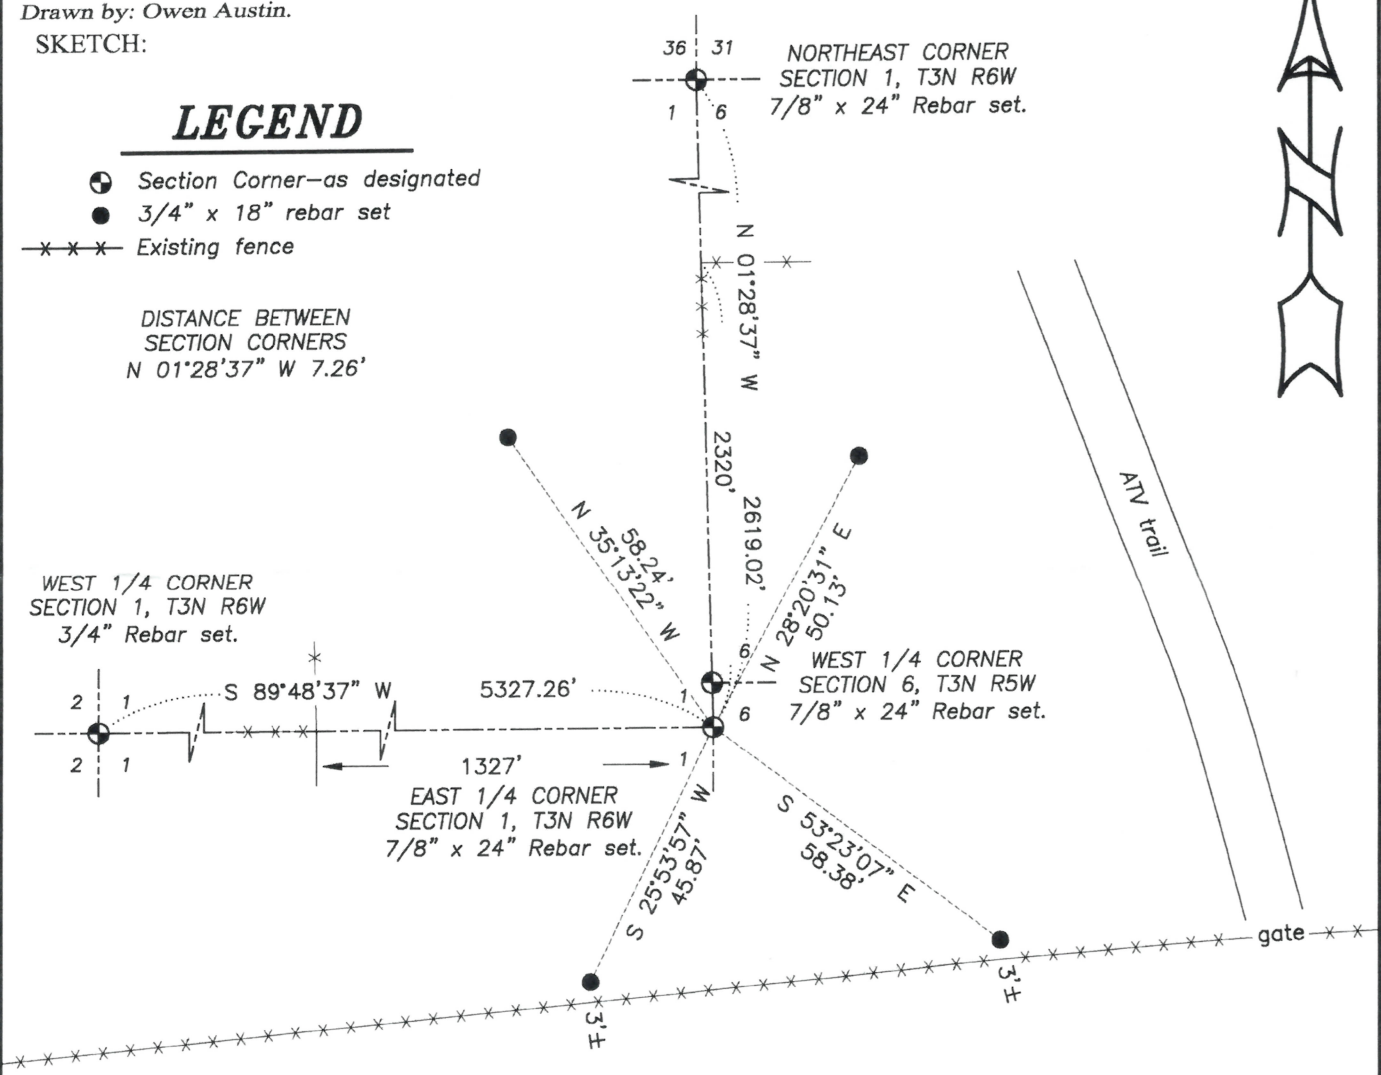 Drawn by: Owen Austin.
SKETCH:
36 31
1 6
NORTHEAST CORNER
SECTION 1, T3N R6W
7/8" x 24" Rebar set.
LEGEND
Section Corner–as designated
3/4" x 18" rebar set
Existing fence
DISTANCE BETWEEN
SECTION CORNERS
N 01°28'37" W 7.26'
N 01°28'37" W
2320'
2619.02'
N
ATV trail
58.24'
N 35°13'22" W
N 28°20'31" E
50.13'
WEST 1/4 CORNER
SECTION 1, T3N R6W
3/4" Rebar set.
2 1
2 1
S 89°48'37" W
5327.26'
1 6
6
1
WEST 1/4 CORNER
SECTION 6, T3N R5W
7/8" x 24" Rebar set.
1327'
EAST 1/4 CORNER
SECTION 1, T3N R6W
7/8" x 24" Rebar set.
S 25°53'57" W
45.87'
S 53°23'07" E
58.38'
gate
3'±
3'±